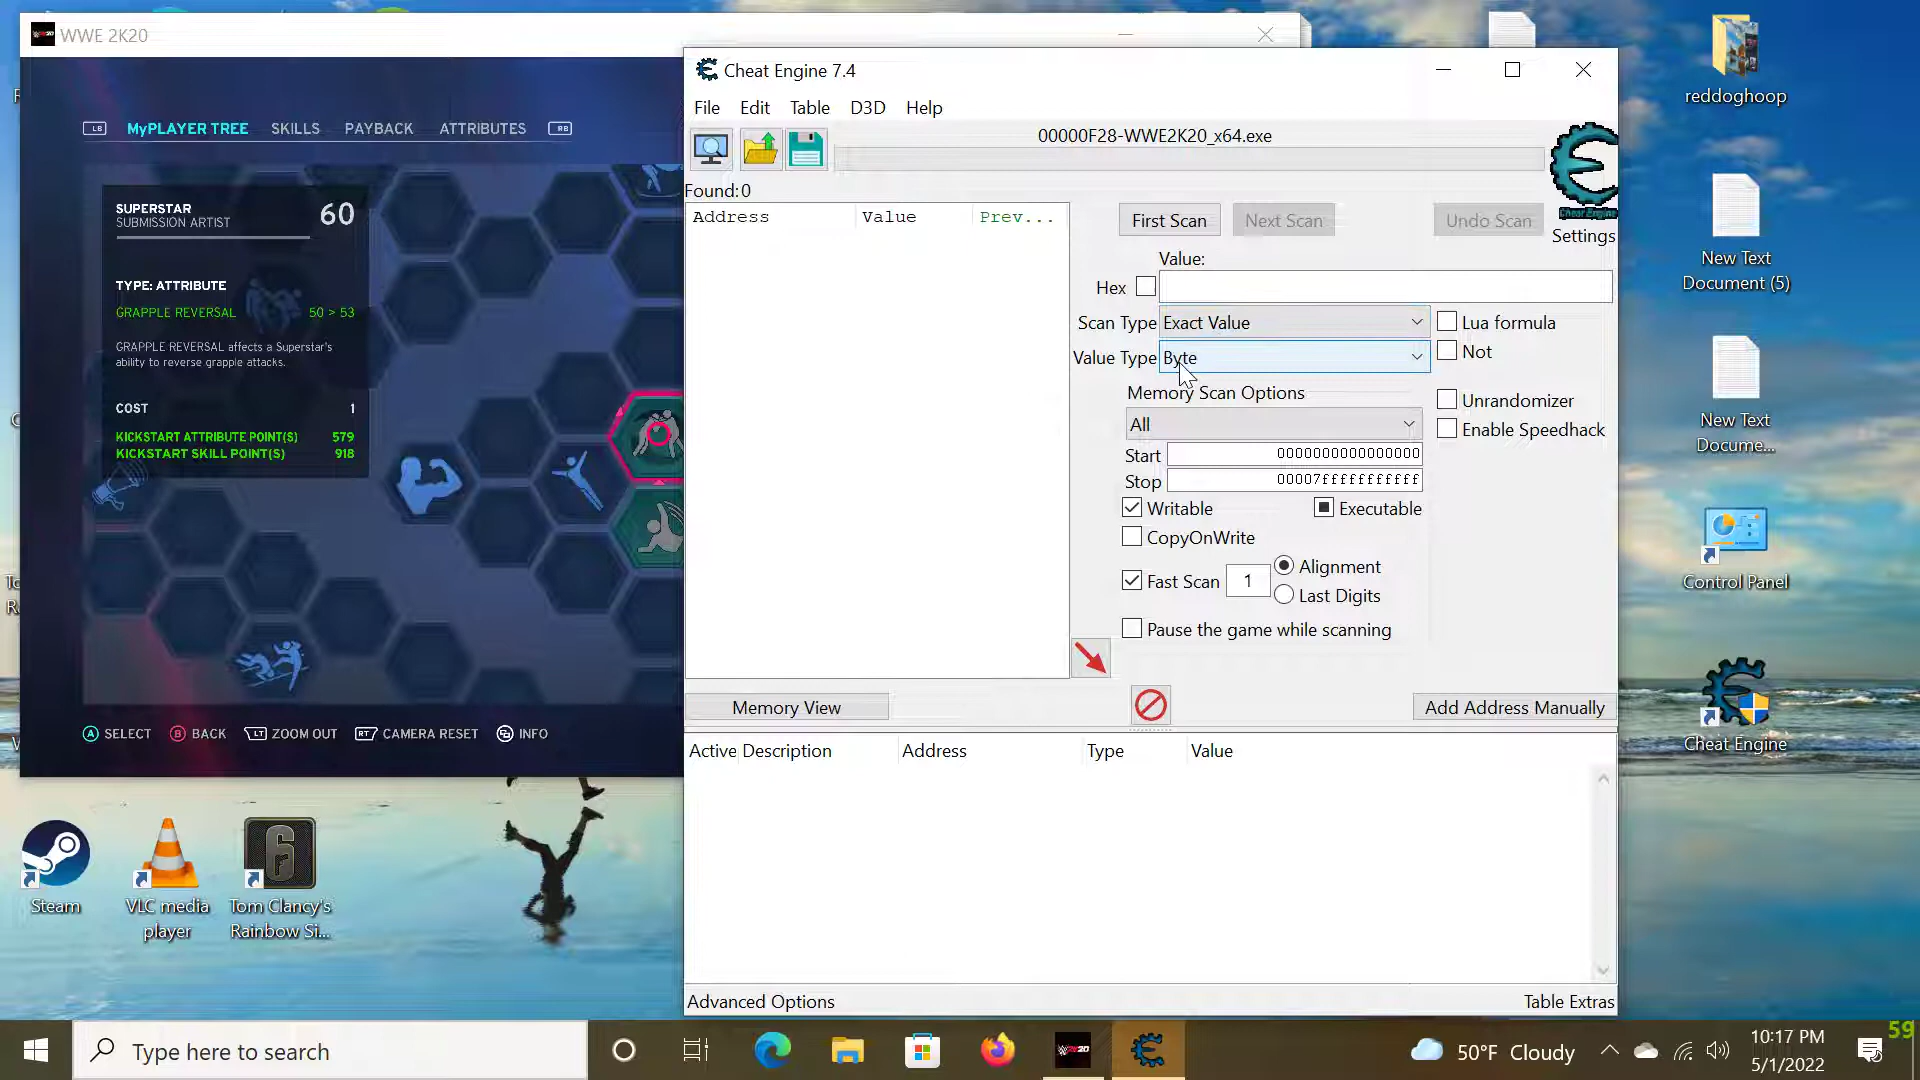 WWE 2K20
LB MyPLAYER TREE SKILLS PAYBACK ATTRIBUTES RB
SUPERSTAR 60
SUBMISSION ARTIST
TYPE: ATTRIBUTE
GRAPPLE REVERSAL 50 > 53
GRAPPLE REVERSAL affects a Superstar's
ability to reverse grapple attacks.
COST 1
KICKSTART ATTRIBUTE POINT(S) 579
KICKSTART SKILL POINT(S) 918
A SELECT B BACK LT ZOOM OUT RT CAMERA RESET INFO
Cheat Engine 7.4
File Edit Table D3D Help
00000F28-WWE2K20_x64.exe
Cheat Engine
Settings
Found:0
Address Value Prev...
First Scan Next Scan Undo Scan
Value:
Hex
Scan Type Exact Value Lua formula
Value Type Byte Not
Memory Scan Options
All
Unrandomizer
Enable Speedhack
Start 0000000000000000
Stop 00007fffffffffff
Writable Executable
CopyOnWrite
Fast Scan 1 Alignment
Last Digits
Pause the game while scanning
Memory View Add Address Manually
Active Description Address Type Value
Advanced Options Table Extras
reddoghoop
New Text
Document (5)
New Text
Docume...
Control Panel
Cheat Engine
Steam
VLC media
player
Tom Clancy's
Rainbow Si...
Type here to search
2K20
50°F Cloudy
10:17 PM
5/1/2022
59